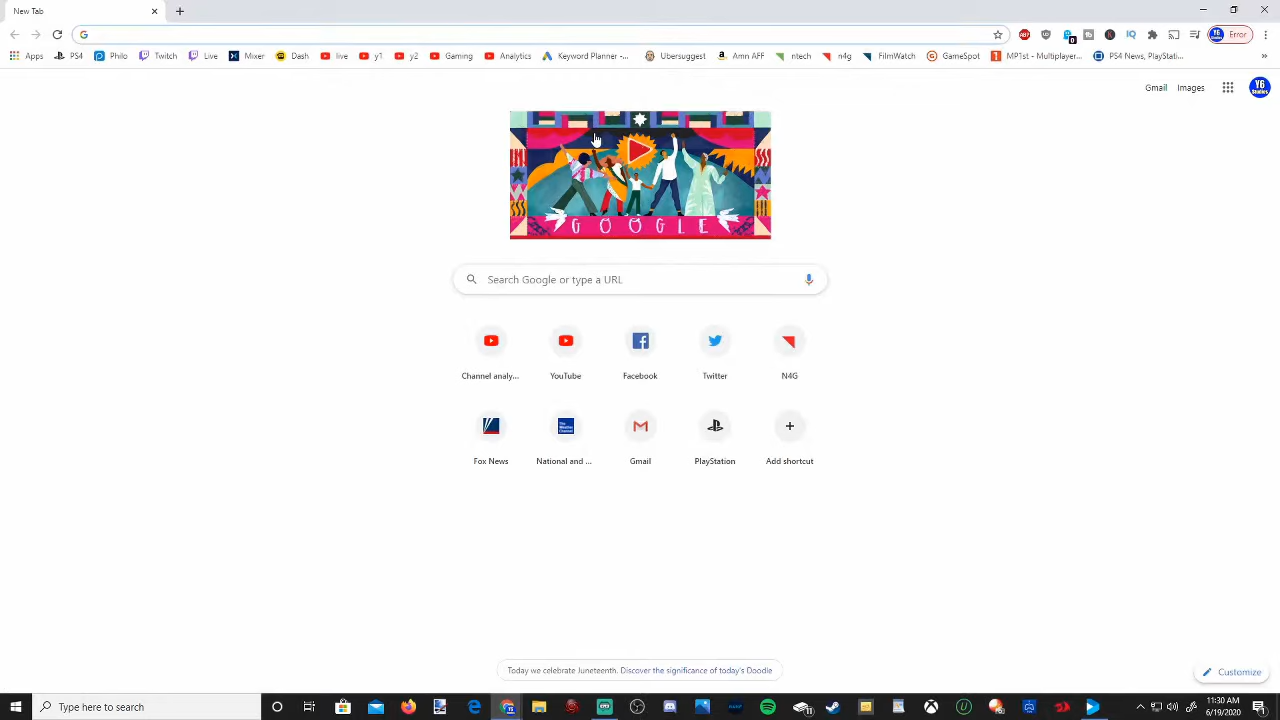 New Tab
Error
Apps PS4 Philo Twitch Live Mixer Dash live y1 y2 Gaming Analytics Keyword Planner -... Ubersuggest Amn AFF ntech n4g FilmWatch GameSpot MP1st - Multiplayer... PS4 News, PlayStati... »
Gmail Images Y6 Studios
GOOGLE
Search Google or type a URL
Channel analy... YouTube Facebook Twitter N4G
Fox News National and ... Gmail PlayStation Add shortcut
Today we celebrate Juneteenth. Discover the significance of today's Doodle
Customize
Type here to search
11:30 AM
6/19/2020